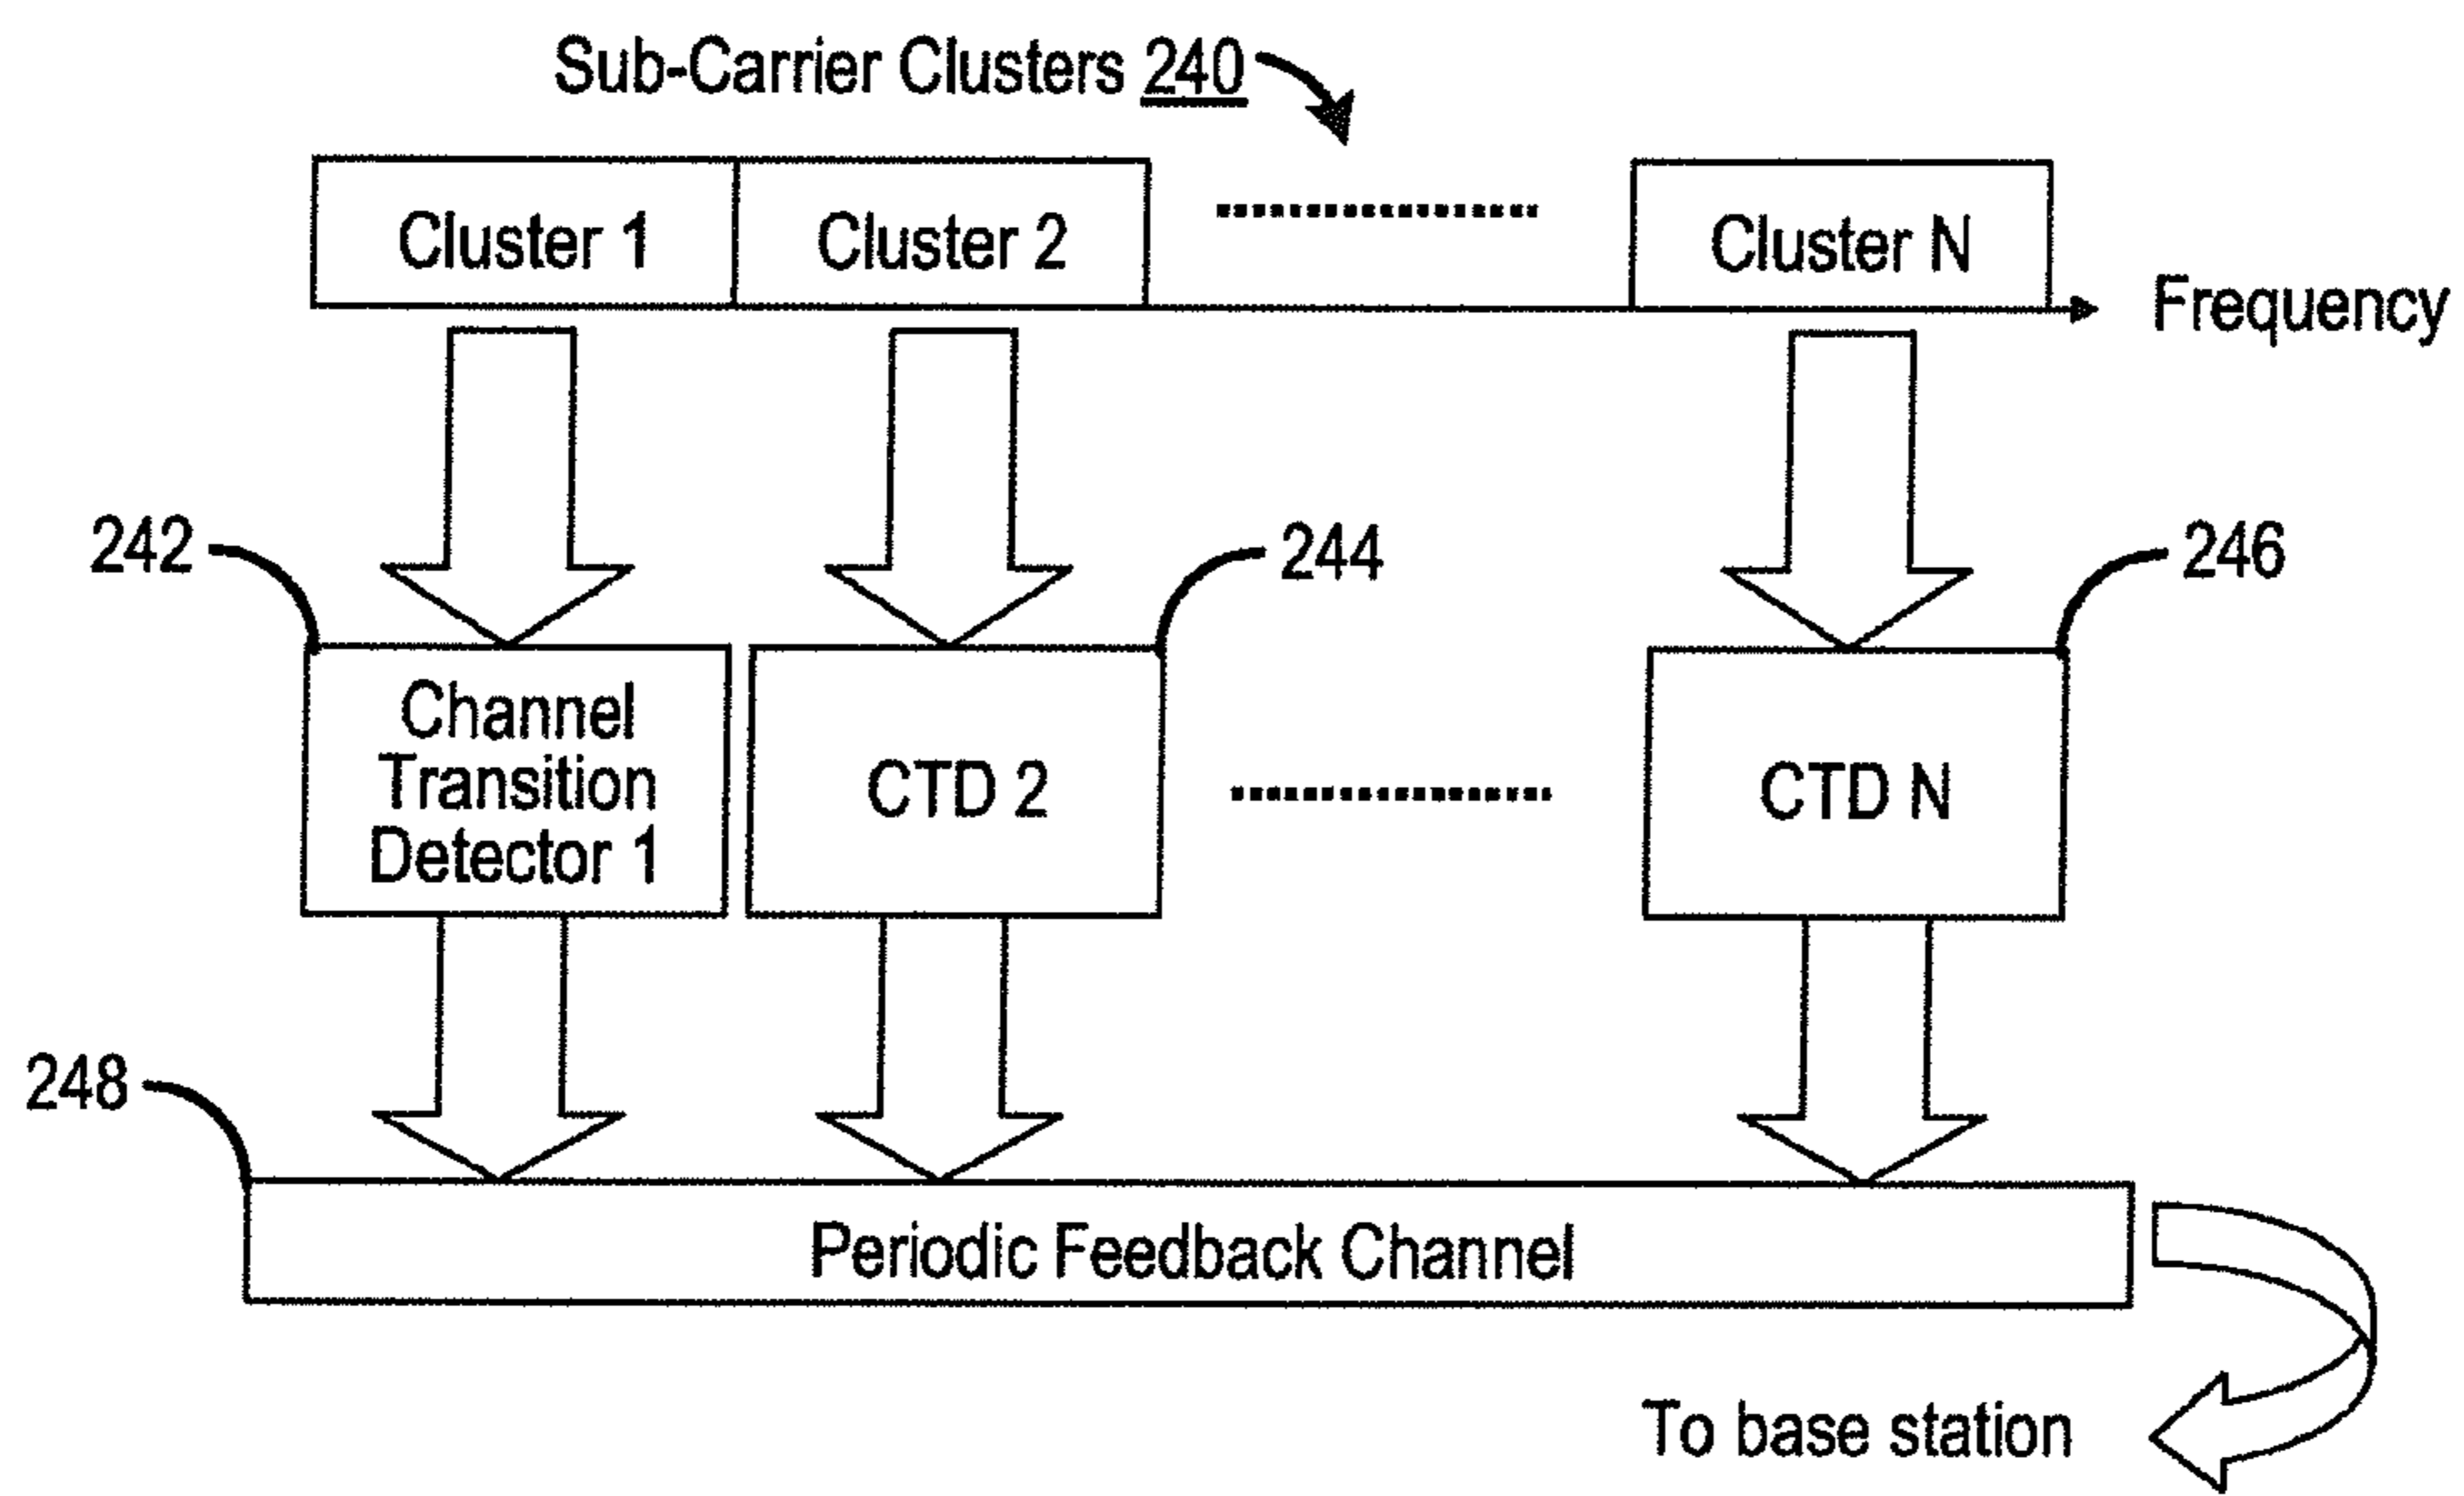 Sub-Carrier Clusters 240
Cluster 1
Cluster 2
Cluster N
Frequency
242
244
246
Channel
Transition
Detector 1
CTD 2
CTD N
248
Periodic Feedback Channel
To base station